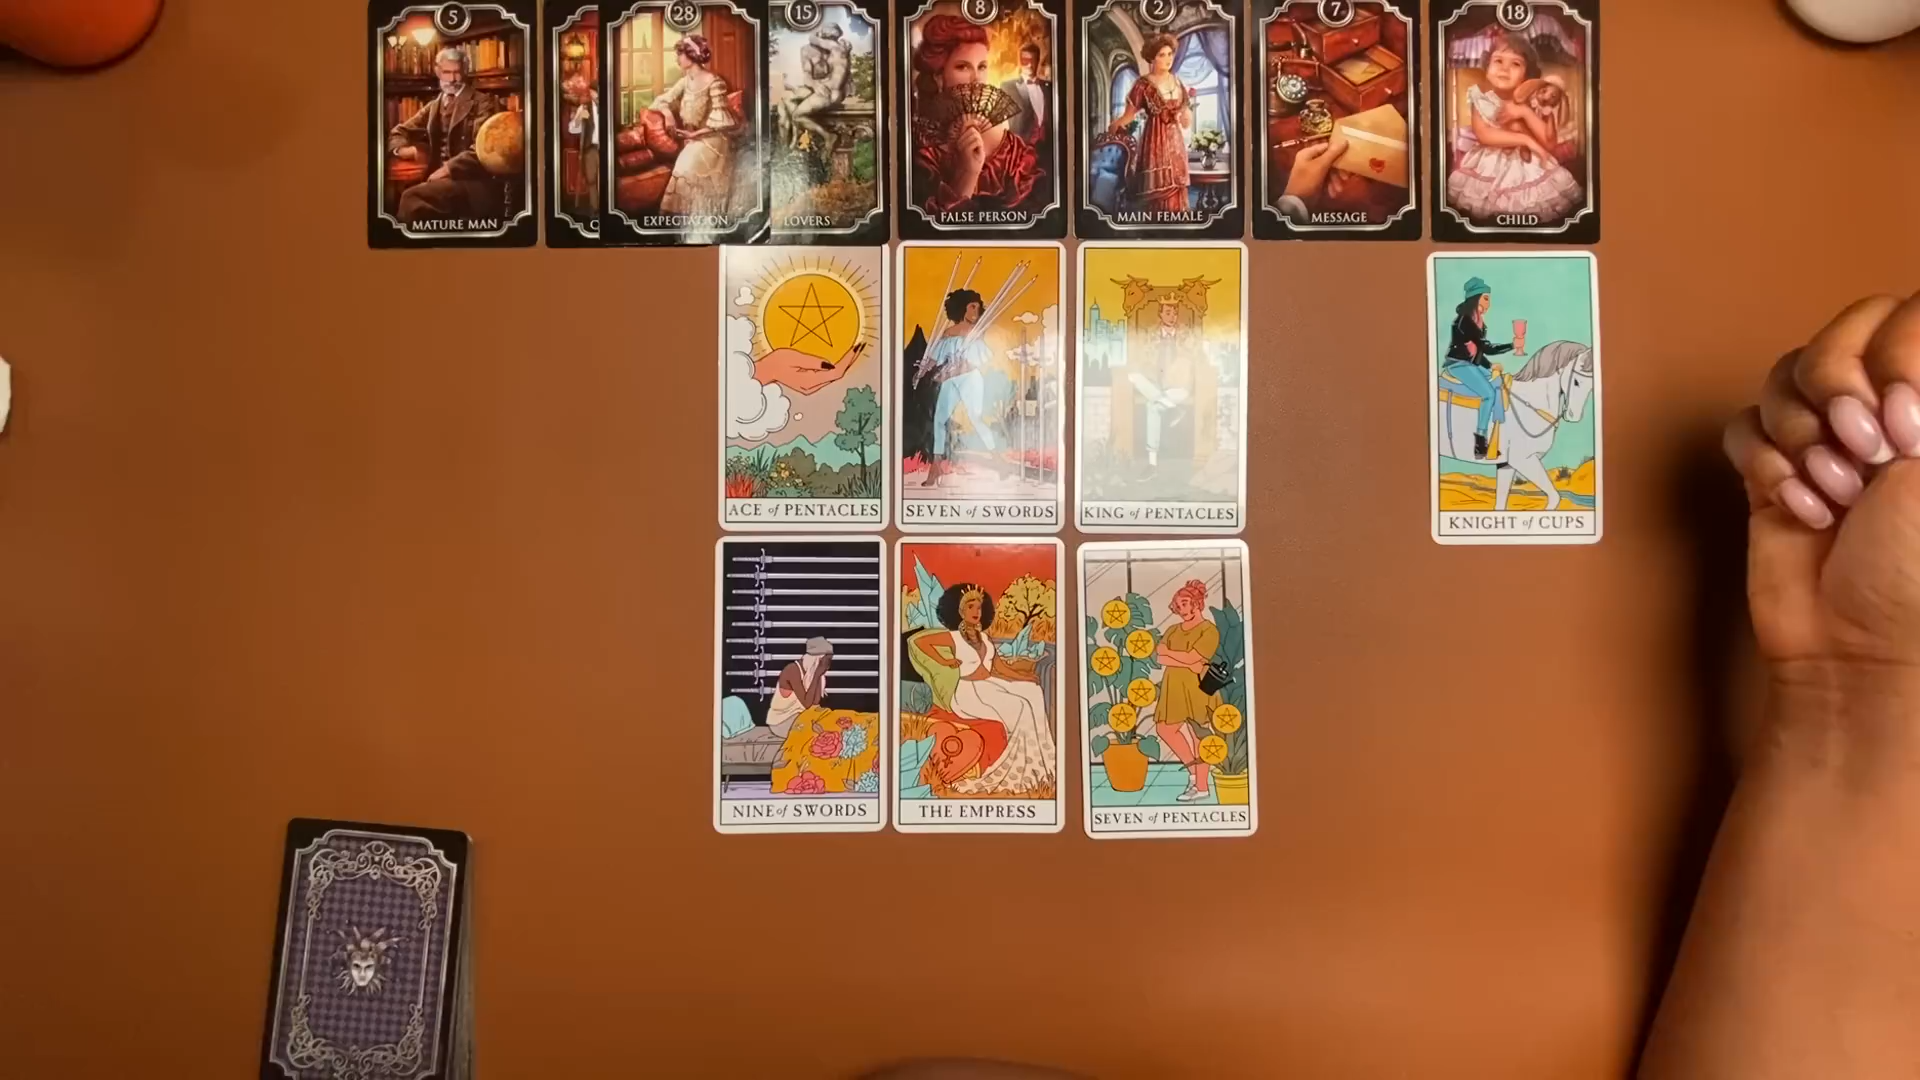 5
28
15
8
2
7
18
MATURE MAN
C
EXPECTATION
LOVERS
FALSE PERSON
MAIN FEMALE
MESSAGE
CHILD
ACE of PENTACLES
SEVEN of SWORDS
KING of PENTACLES
KNIGHT of CUPS
NINE of SWORDS
THE EMPRESS
SEVEN of PENTACLES